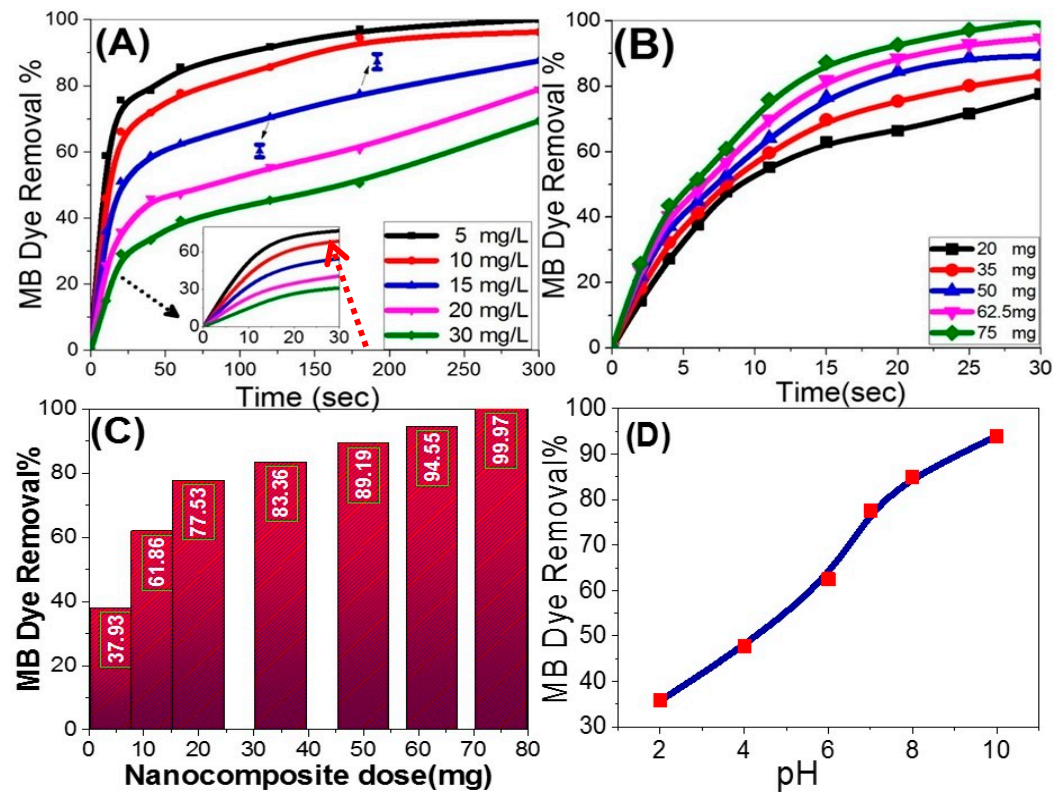 (A)
MB Dye Removal %
100
80
60
40
20
0
0 50 100 150 200 250 300
Time (sec)
5 mg/L
10 mg/L
15 mg/L
20 mg/L
30 mg/L
80
60
40
20
0
0 10 20 30
(B)
MB Dye Removal %
100
80
60
40
20
0
0 5 10 15 20 25 30
Time(sec)
20 mg
35 mg
50 mg
62.5mg
75 mg
(C)
MB Dye Removal%
100
80
60
40
20
0
37.93
61.86
77.53
83.36
89.19
94.55
99.97
0 10 20 30 40 50 60 70 80
Nanocomposite dose(mg)
(D)
MB Dye Removal%
100
90
80
70
60
50
40
30
2 4 6 8 10
pH